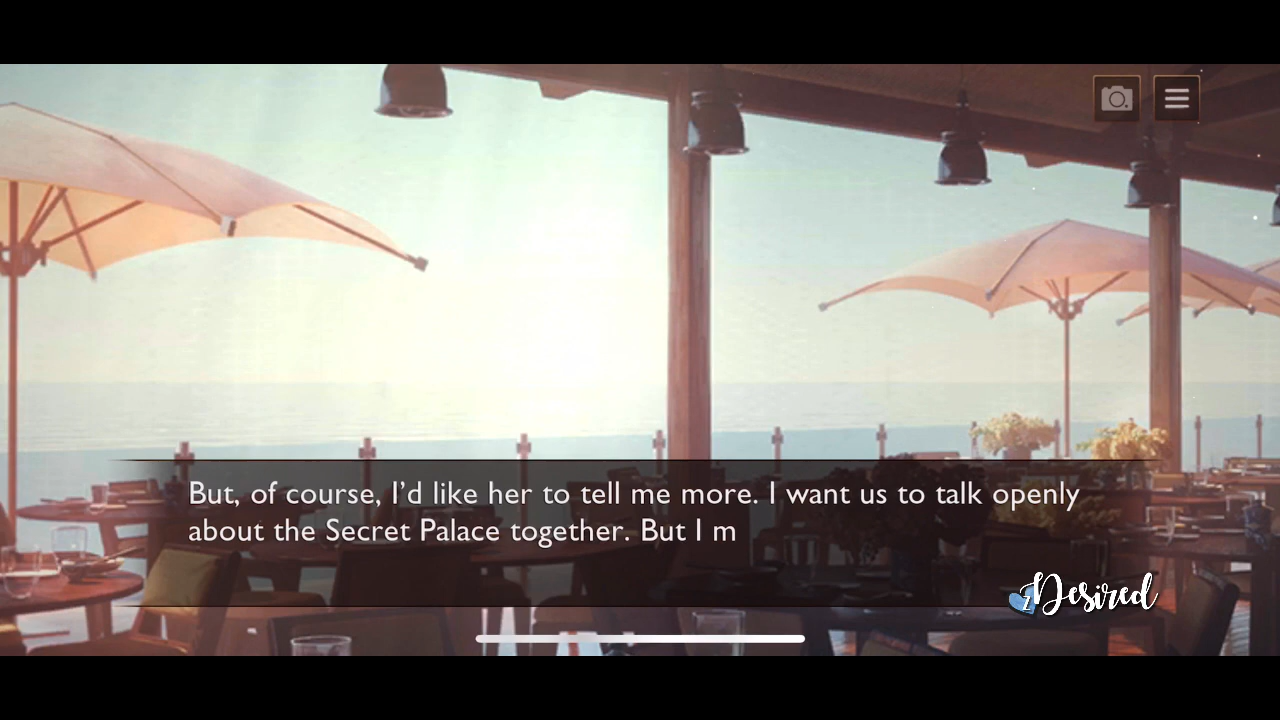 But, of course, I'd like her to tell me more. I want us to talk openly
about the Secret Palace together. But I m
zDesired